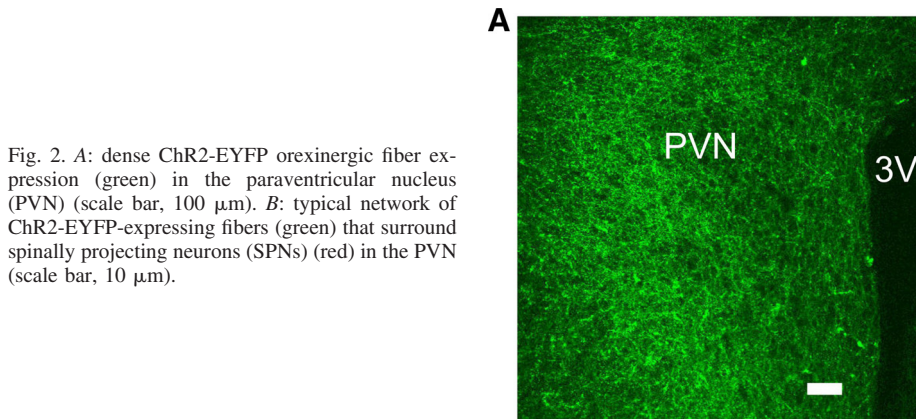 Fig. 2. A: dense ChR2-EYFP orexinergic fiber ex-
pression (green) in the paraventricular nucleus
(PVN) (scale bar, 100 μm). B: typical network of
ChR2-EYFP-expressing fibers (green) that surround
spinally projecting neurons (SPNs) (red) in the PVN
(scale bar, 10 μm).
A
PVN
3V